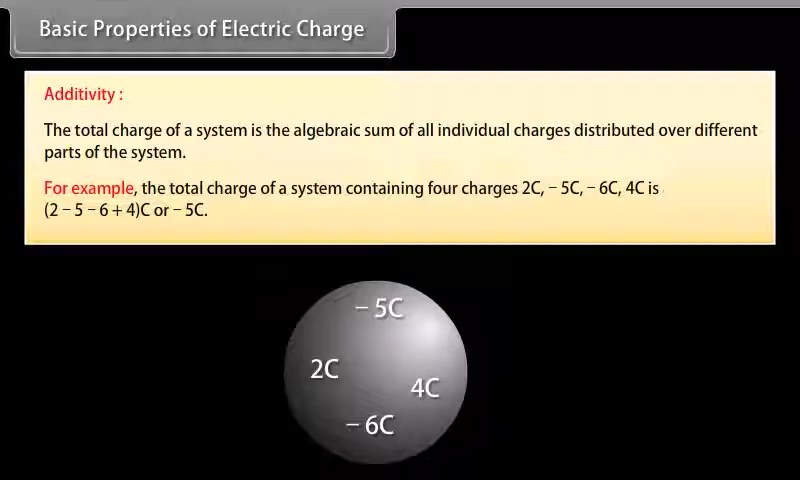 Basic Properties of Electric Charge
Additivity :
The total charge of a system is the algebraic sum of all individual charges distributed over different
parts of the system.
For example, the total charge of a system containing four charges 2C, – 5C, – 6C, 4C is
(2 – 5 – 6 + 4)C or – 5C.
– 5C
2C
4C
– 6C